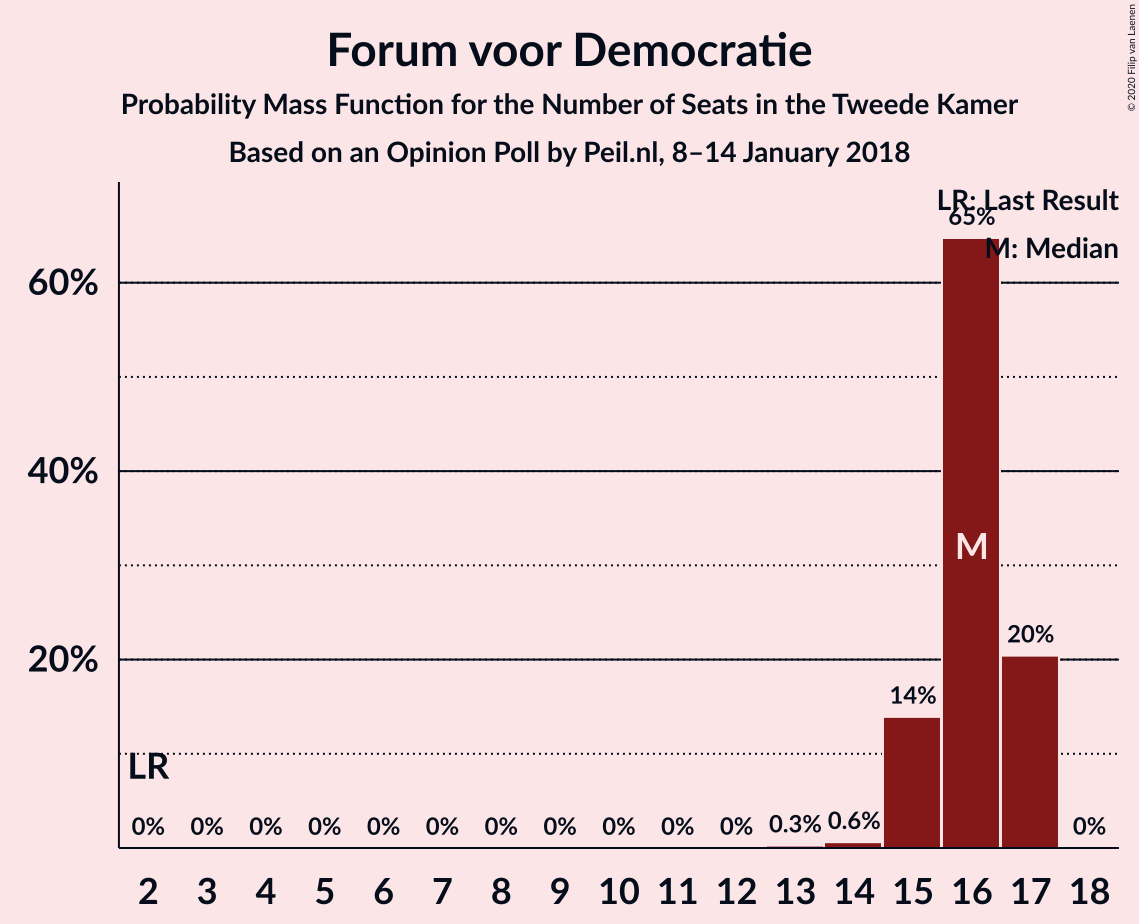 Forum voor Democratie
Probability Mass Function for the Number of Seats in the Tweede Kamer
Based on an Opinion Poll by Peil.nl, 8–14 January 2018
© 2020 Filip van Laenen
LR: Last Result
M: Median
65%
60%
40%
M
20%
20%
14%
LR
0% 0% 0% 0% 0% 0% 0% 0% 0% 0% 0% 0.3% 0.6% 0%
2 3 4 5 6 7 8 9 10 11 12 13 14 15 16 17 18